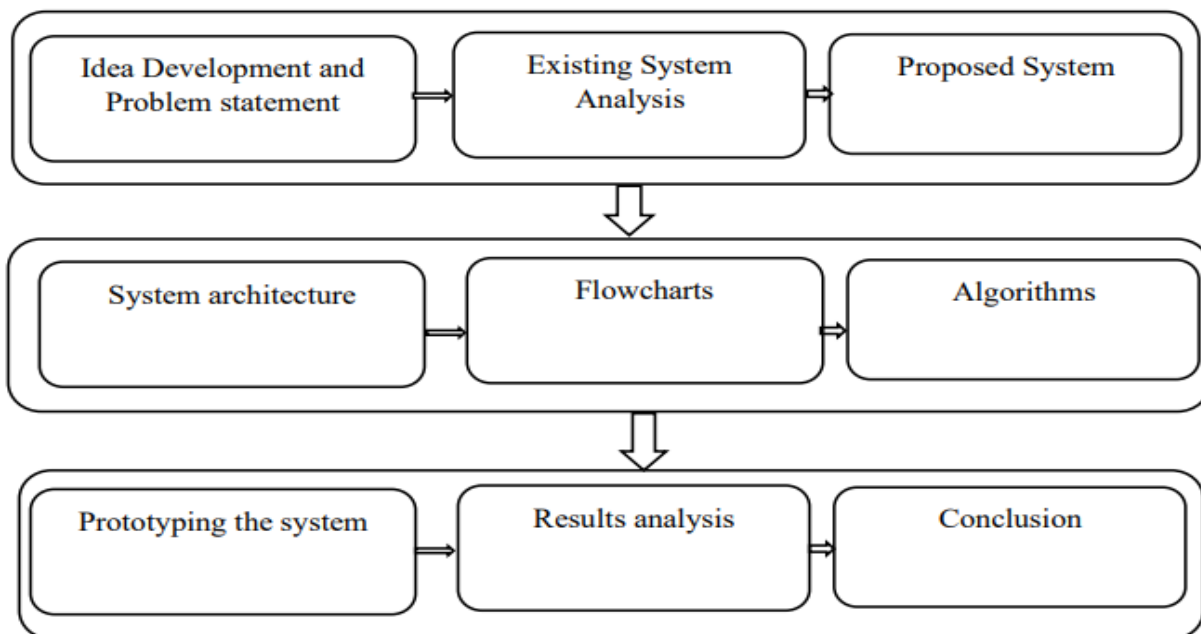 Idea Development and
Problem statement
Existing System
Analysis
Proposed System
System architecture
Flowcharts
Algorithms
Prototyping the system
Results analysis
Conclusion